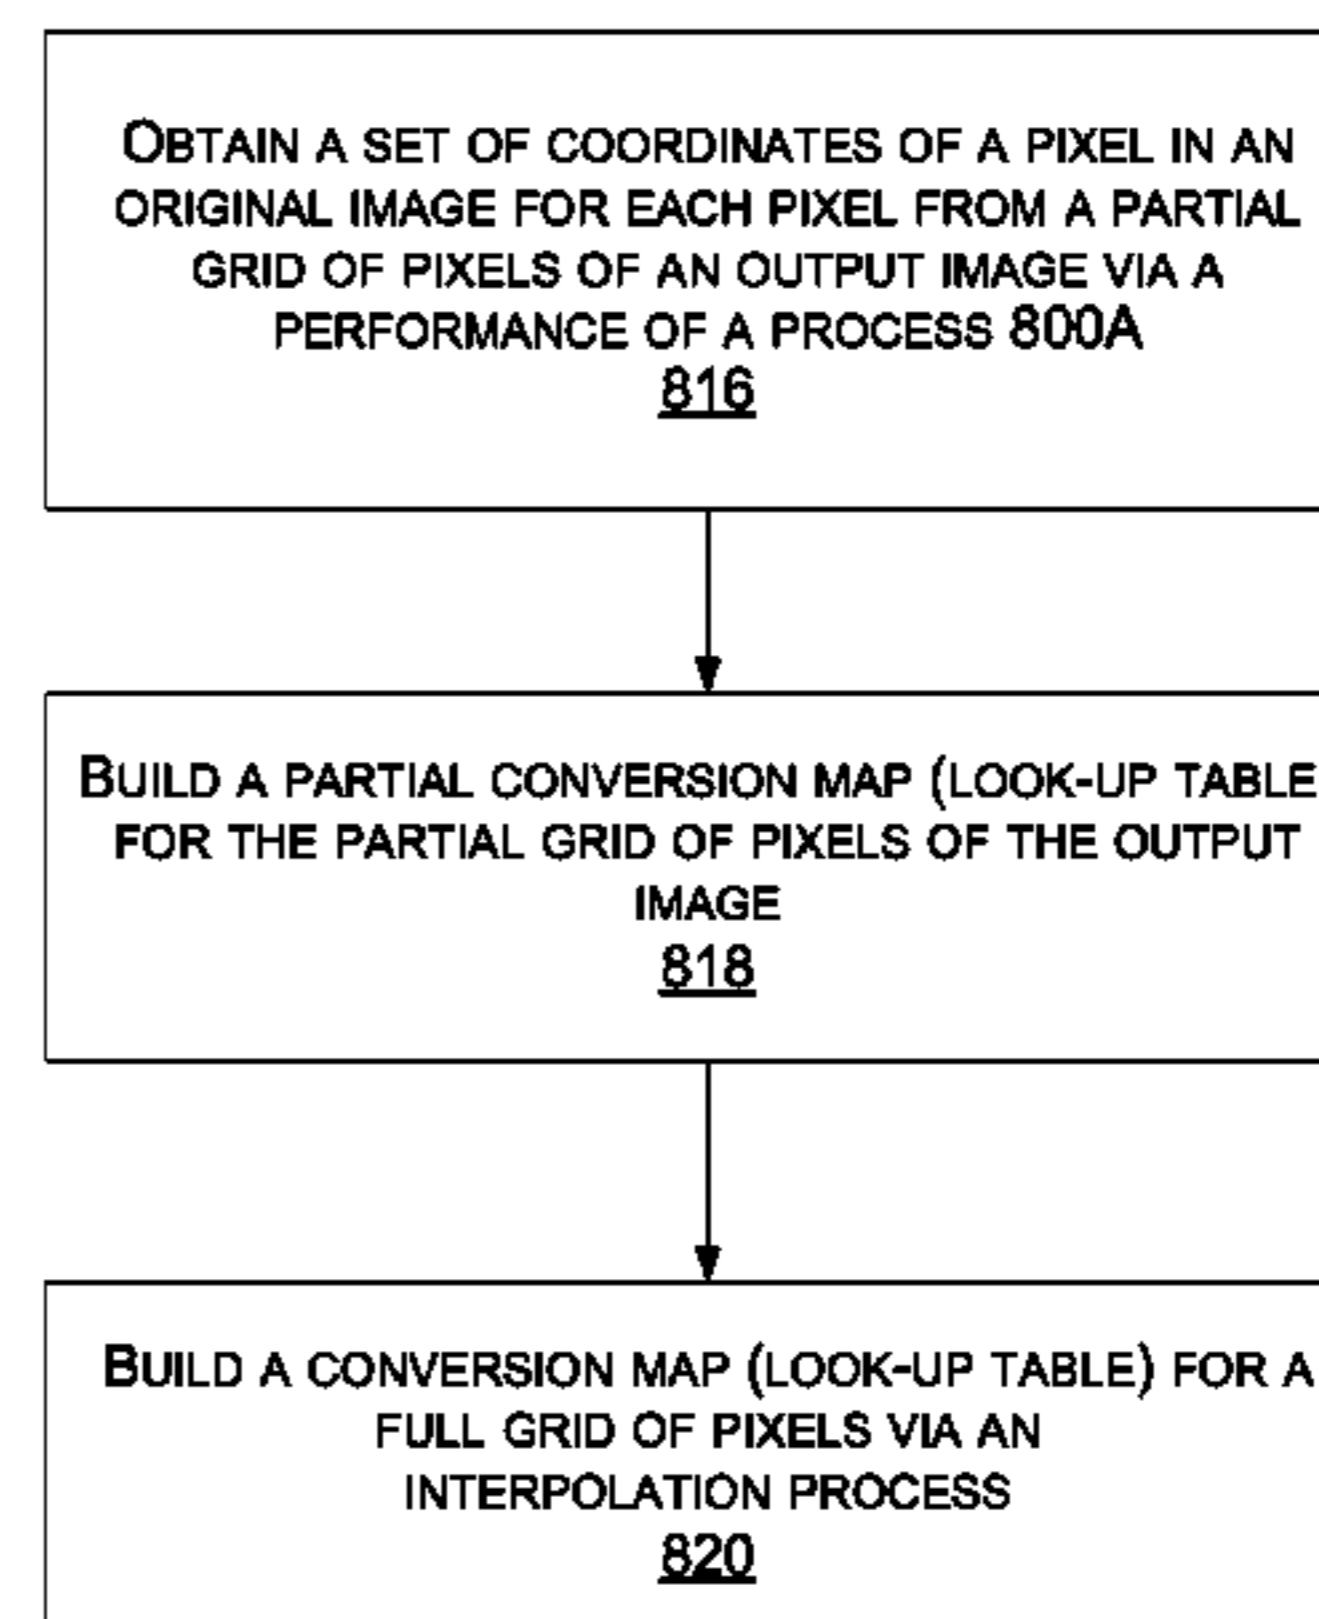 OBTAIN A SET OF COORDINATES OF A PIXEL IN AN
ORIGINAL IMAGE FOR EACH PIXEL FROM A PARTIAL
GRID OF PIXELS OF AN OUTPUT IMAGE VIA A
PERFORMANCE OF A PROCESS 800A
816
BUILD A PARTIAL CONVERSION MAP (LOOK-UP TABLE
FOR THE PARTIAL GRID OF PIXELS OF THE OUTPUT
IMAGE
818
BUILD A CONVERSION MAP (LOOK-UP TABLE) FOR A
FULL GRID OF PIXELS VIA AN
INTERPOLATION PROCESS
820